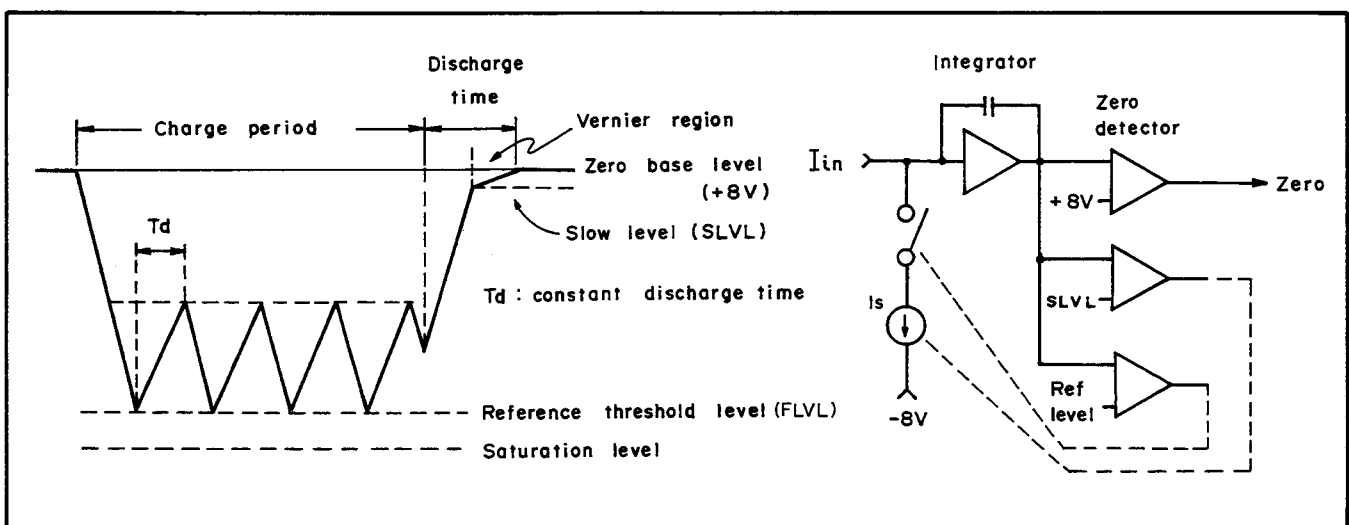 Discharge
time
Charge period
Vernier region
Zero base level
(+8V)
Slow level (SLVL)
Td
Td : constant discharge time
Reference threshold level (FLVL)
Saturation level
Integrator
Zero
detector
Iin
+8V
Zero
SLVL
Is
Ref
level
-8V